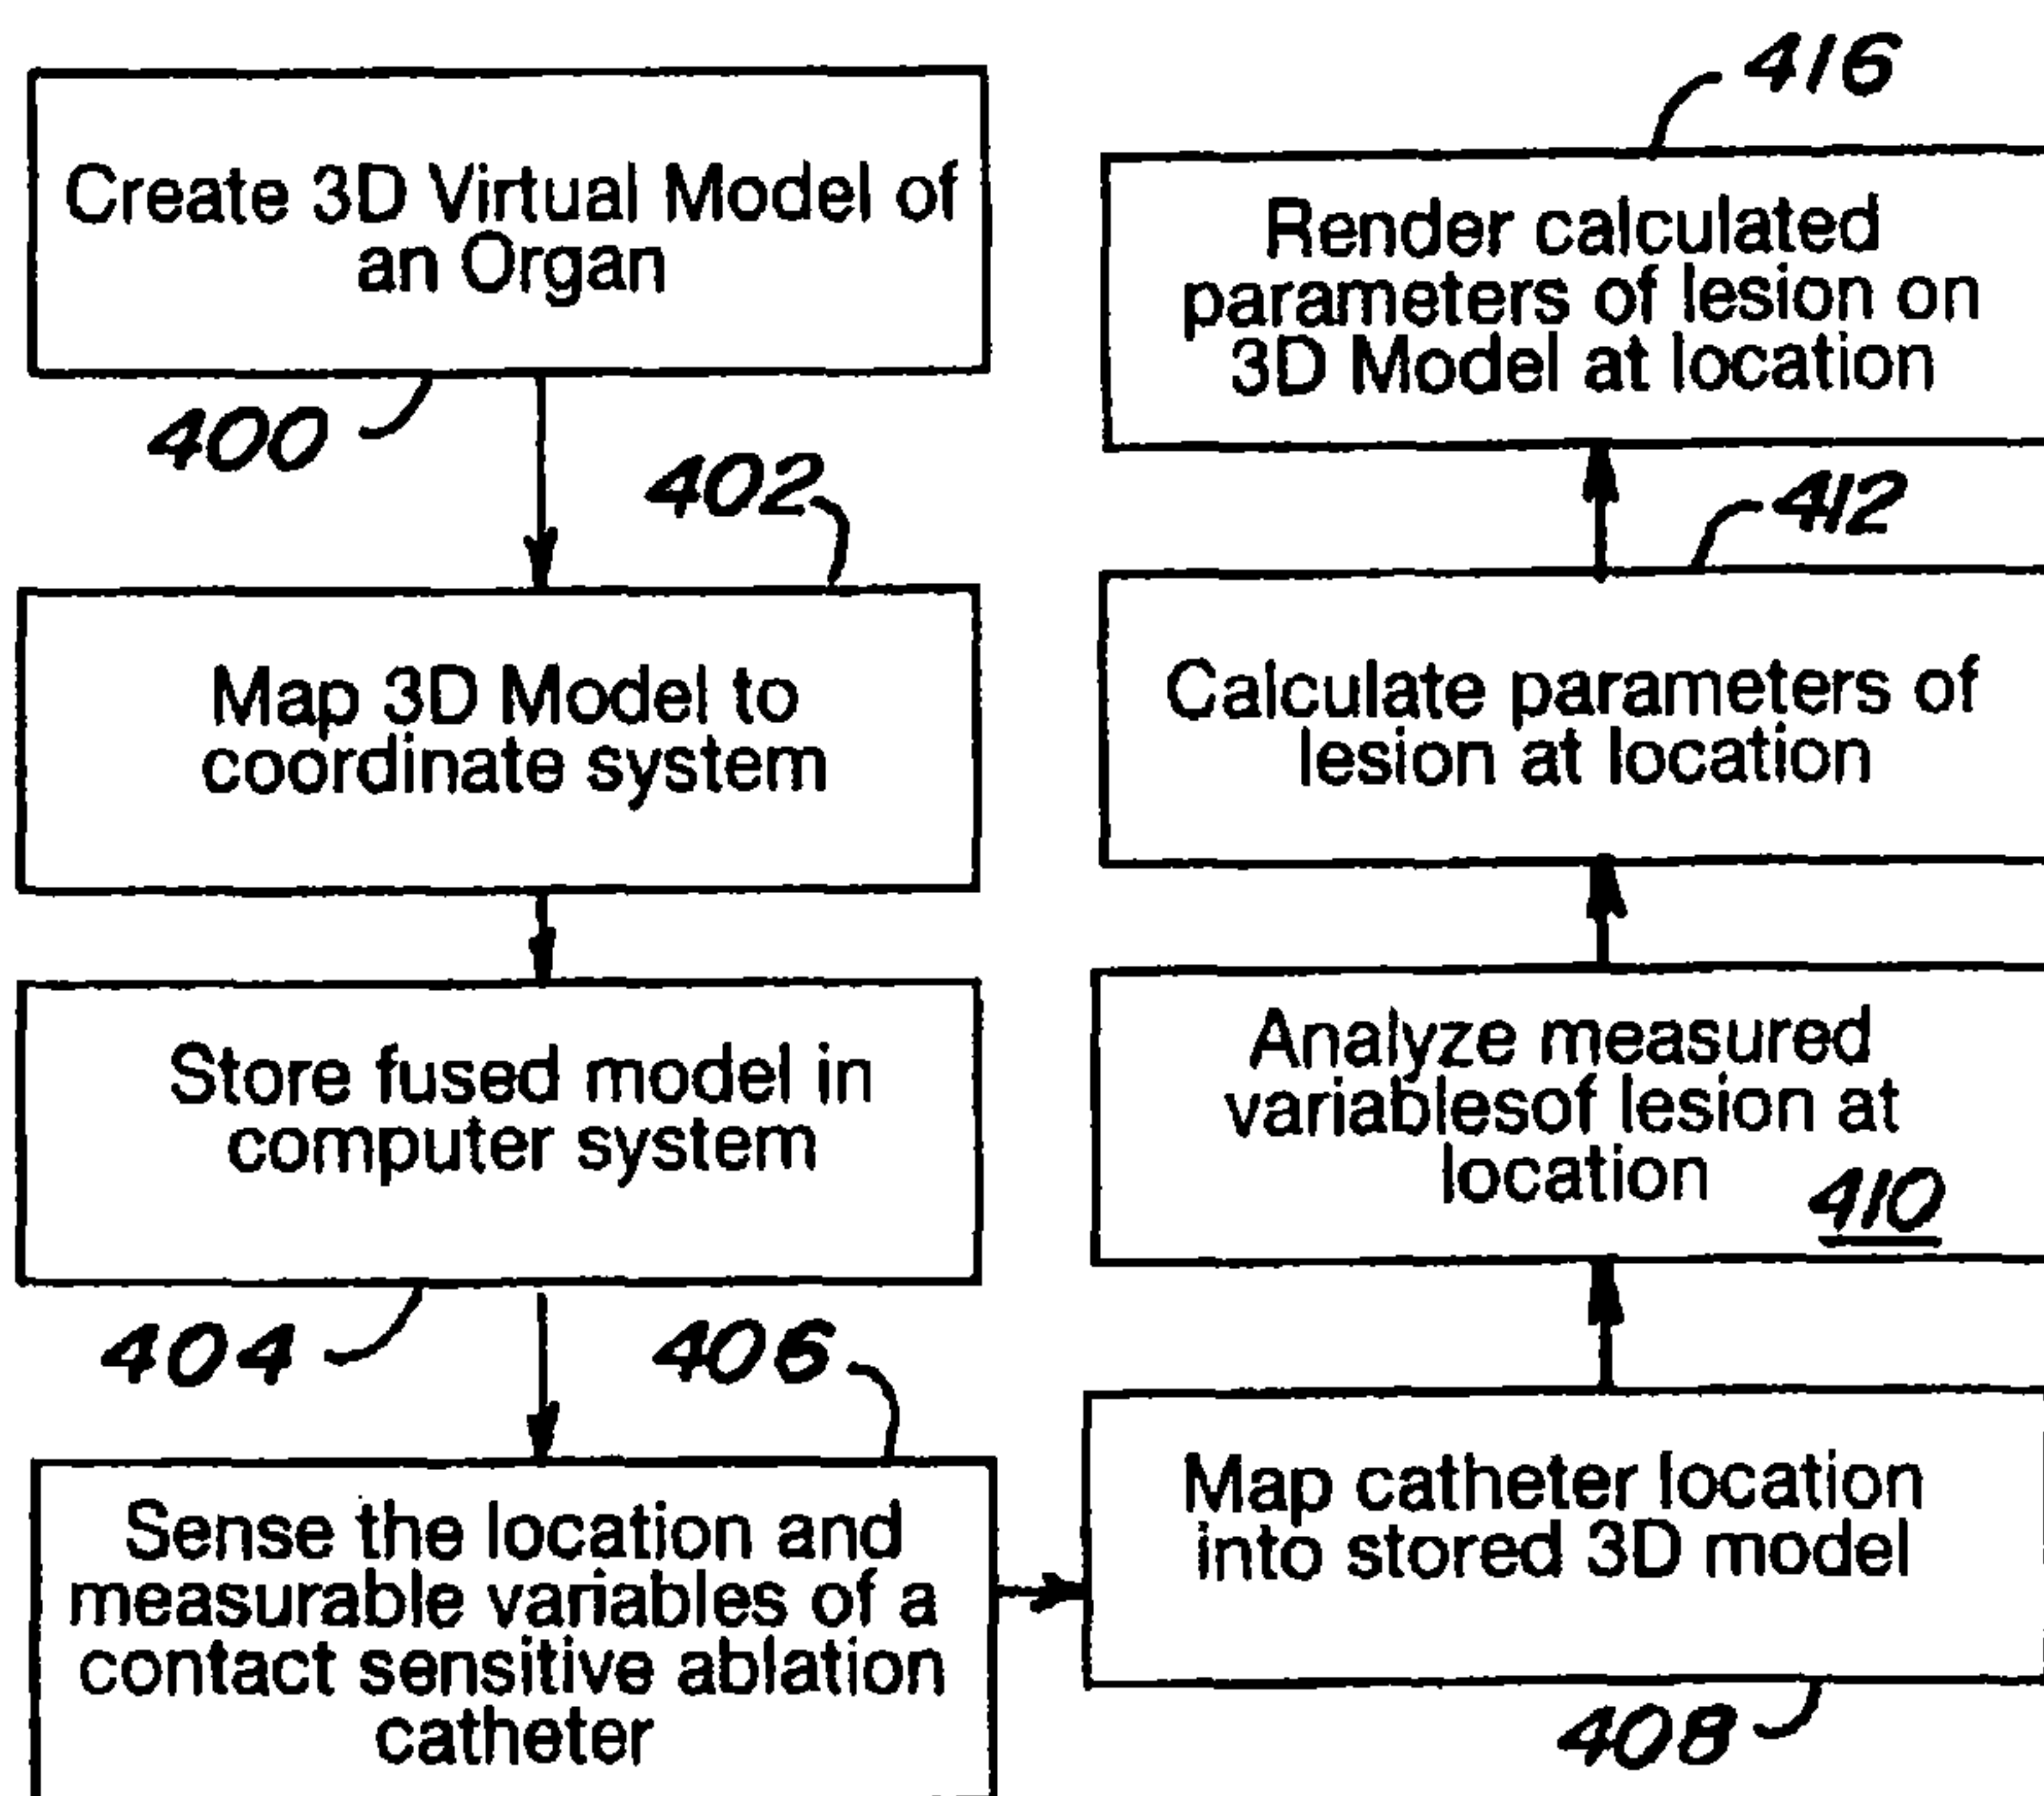 Create 3D Virtual Model of
an Organ
400
402
Map 3D Model to
coordinate system
Store fused model in
computer system
404
406
Sense the location and
measurable variables of a
contact sensitive ablation
catheter
Map catheter location
into stored 3D model
408
Analyze measured
variablesof lesion at
location
410
412
Calculate parameters of
lesion at location
416
Render calculated
parameters of lesion on
3D Model at location